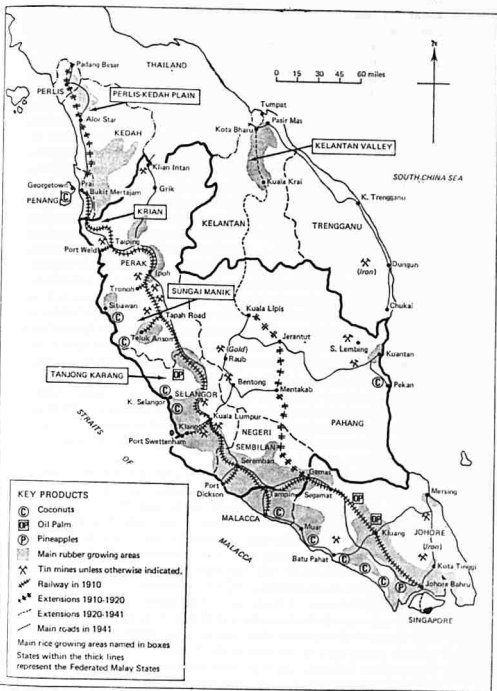 THAILAND
Padang Besar
PERLIS
PERLIS-KEDAH PLAIN
Alor Star
KEDAH
0 15 30 45 60 miles
Tumpat
Pasir Mas
Kota Bharu
KELANTAN VALLEY
Klian Intan
Grik
Kuala Krai
SOUTH CHINA SEA
Georgetown
PENANG
Prai
Bukit Mertajam
KRIAN
KELANTAN
TRENGGANU
K. Trengganu
Port Weld
Taiping
PERAK
Ipoh
Dungun
(Iron)
Tronoh
SUNGAI MANIK
Chukai
Sitiawan
Tapah Road
Kuala Lipis
Jerantut
Teluk Anson
(Gold)
Raub
S. Lembing
Kuantan
TANJONG KARANG
OP
Bentong
Mentakab
Pekan
K. Selangor
SELANGOR
Kuala Lumpur
PAHANG
STRAITS
OF
MALACCA
Klang
Port Swettenham
NEGERI
SEMBILAN
Seremban
Gemas
Port
Dickson
Tampin
Segamat
OP
Mersing
MALACCA
Muar
OP
Kluang
JOHORE
(Iron)
Batu Pahat
Kota Tinggi
Johore Bahru
SINGAPORE
KEY PRODUCTS
C Coconuts
OP Oil Palm
P Pineapples
Main rubber growing areas
Tin mines unless otherwise indicated.
Railway in 1910
Extensions 1910-1920
Extensions 1920-1941
Main roads in 1941
Main rice growing areas named in boxes
States within the thick lines
represent the Federated Malay States